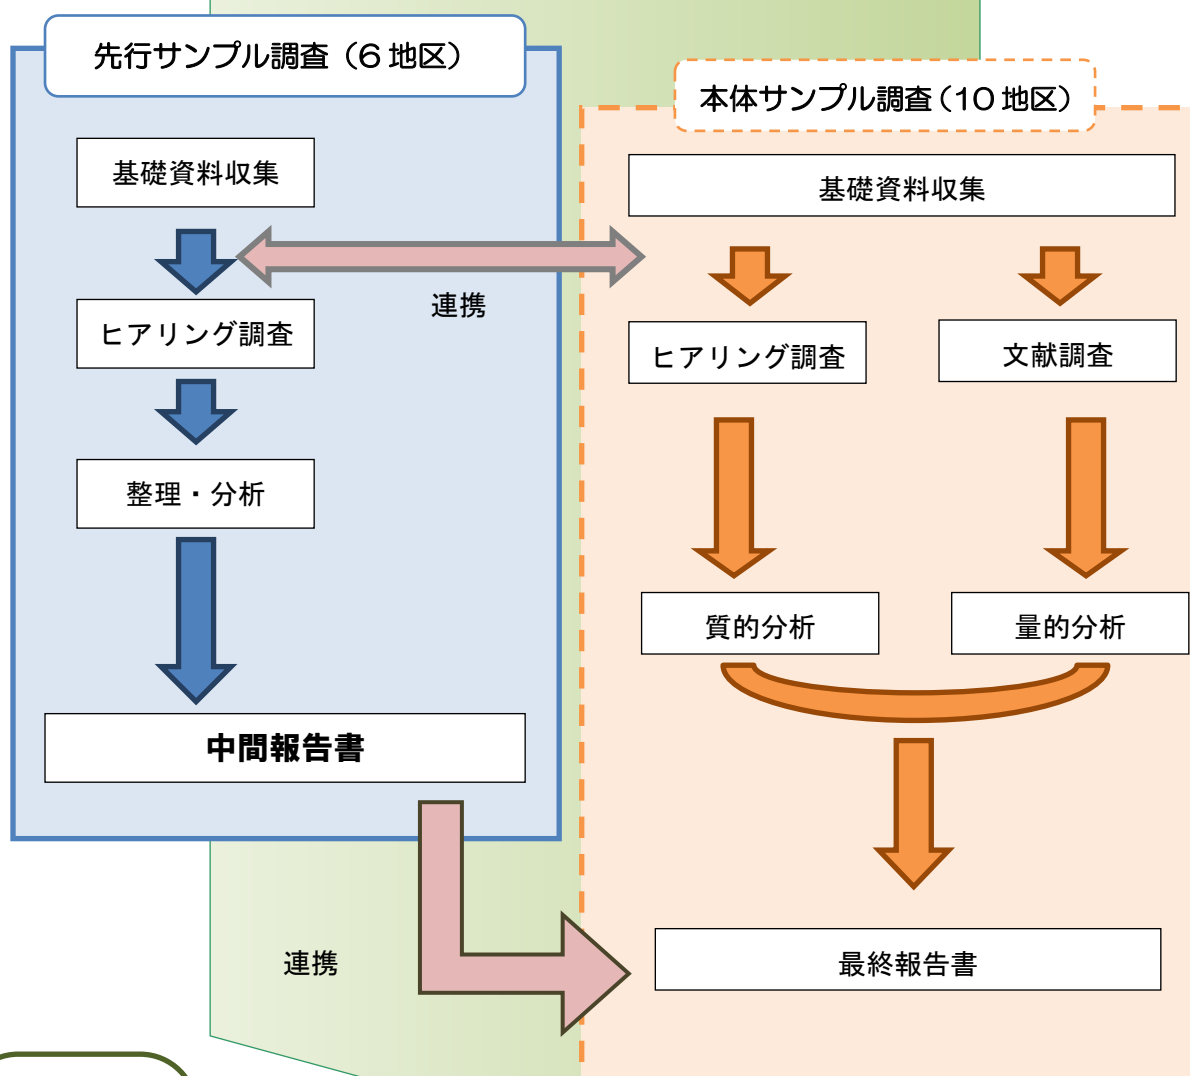 先行サンプル調査（6地区）
基礎資料収集
ヒアリング調査
整理・分析
中間報告書
連携
連携
本体サンプル調査（10地区）
基礎資料収集
ヒアリング調査
文献調査
質的分析
量的分析
最終報告書